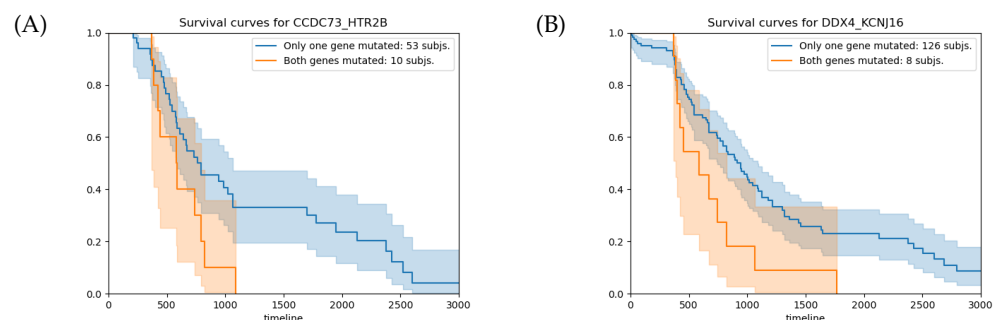 (A)
Survival curves for CCDC73_HTR2B
Only one gene mutated: 53 subjs.
Both genes mutated: 10 subjs.
1.0
0.8
0.6
0.4
0.2
0.0
0 500 1000 1500 2000 2500 3000
timeline
(B)
Survival curves for DDX4_KCNJ16
Only one gene mutated: 126 subjs.
Both genes mutated: 8 subjs.
1.0
0.8
0.6
0.4
0.2
0.0
0 500 1000 1500 2000 2500 3000
timeline